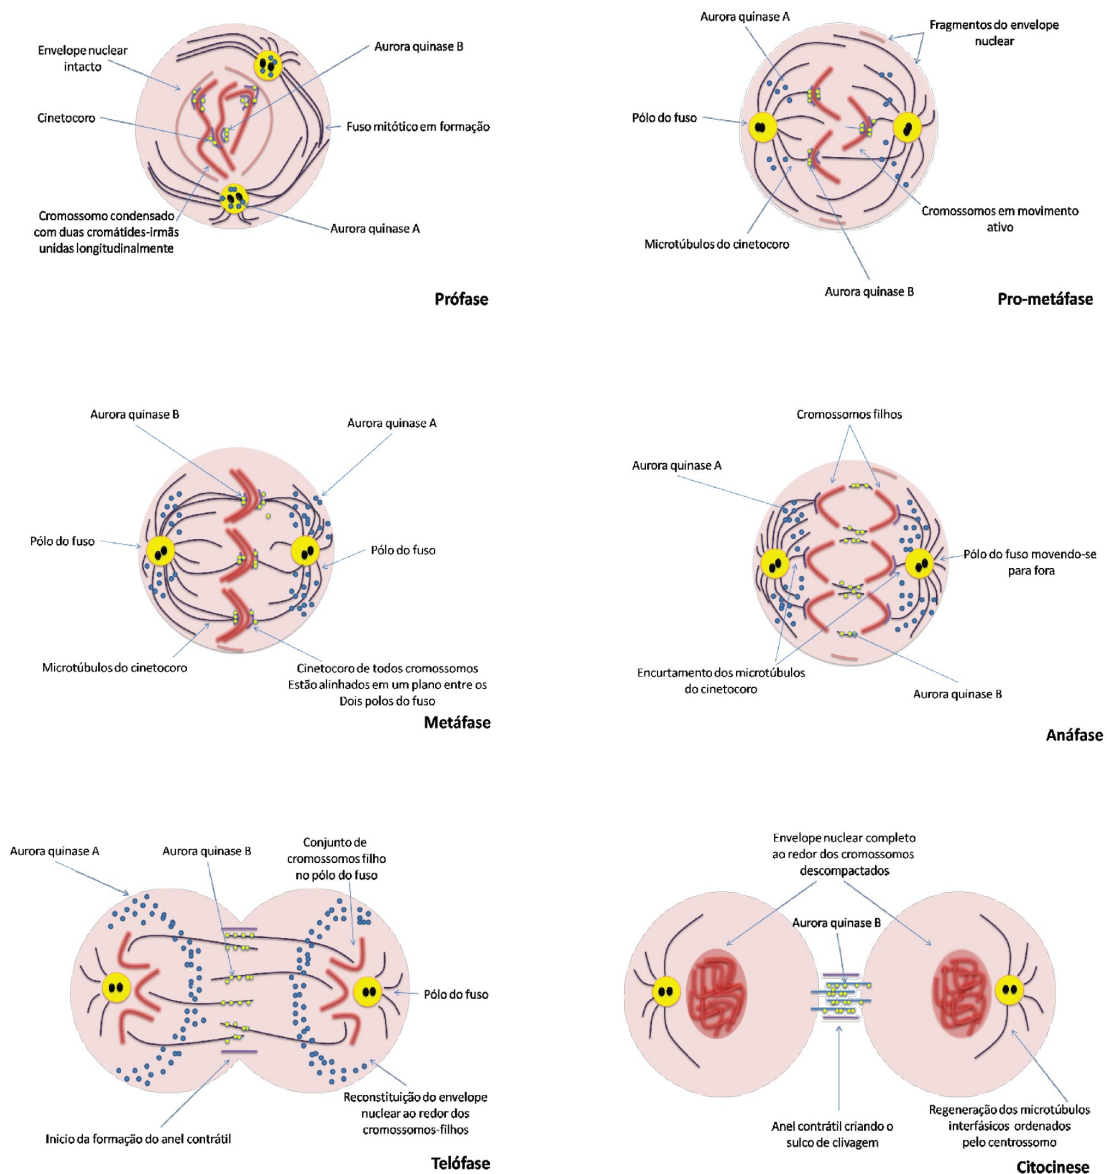 Envelope nuclear
intacto
Aurora quinase B
Cinetocoro
Fuso mitótico em formação
Cromossomo condensado
com duas cromátides-irmãs
unidas longitudinalmente
Aurora quinase A
Prófase
Aurora quinase A
Fragmentos do envelope
nuclear
Pólo do fuso
Cromossomos em movimento
ativo
Microtúbulos do cinetocoro
Aurora quinase B
Pro-metáfase
Aurora quinase B
Aurora quinase A
Pólo do fuso
Pólo do fuso
Microtúbulos do cinetocoro
Cinetocoro de todos cromossomos
Estão alinhados em um plano entre os
Dois polos do fuso
Metáfase
Cromossomos filhos
Aurora quinase A
Pólo do fuso movendo-se
para fora
Encurtamento dos microtúbulos
do cinetocoro
Aurora quinase B
Anáfase
Aurora quinase A
Aurora quinase B
Conjunto de
cromossomos filho
no pólo do fuso
Pólo do fuso
Reconstituição do envelope
nuclear ao redor dos
cromossomos-filhos
Inicio da formação do anel contrátil
Telófase
Envelope nuclear completo
ao redor dos cromossomos
descompactados
Aurora quinase B
Anel contrátil criando o
sulco de clivagem
Regeneração dos microtúbulos
interfásicos ordenados
pelo centrossomo
Citocinese